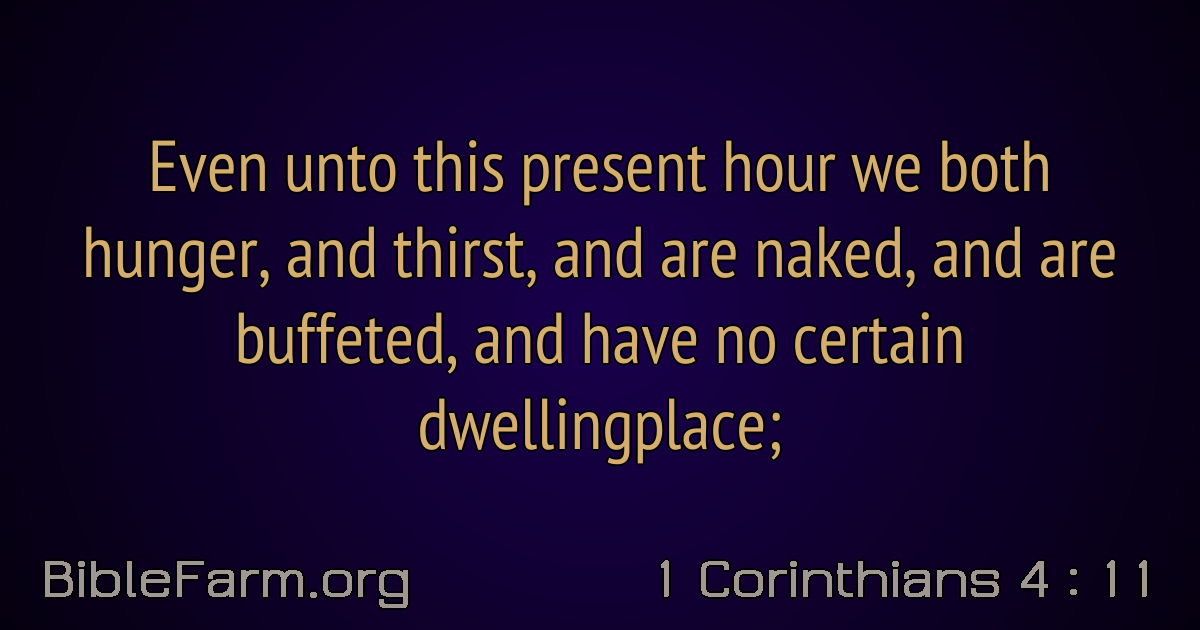 Even unto this present hour we both
hunger, and thirst, and are naked, and are
buffeted, and have no certain
dwellingplace;
BibleFarm.org
1 Corinthians 4 : 11